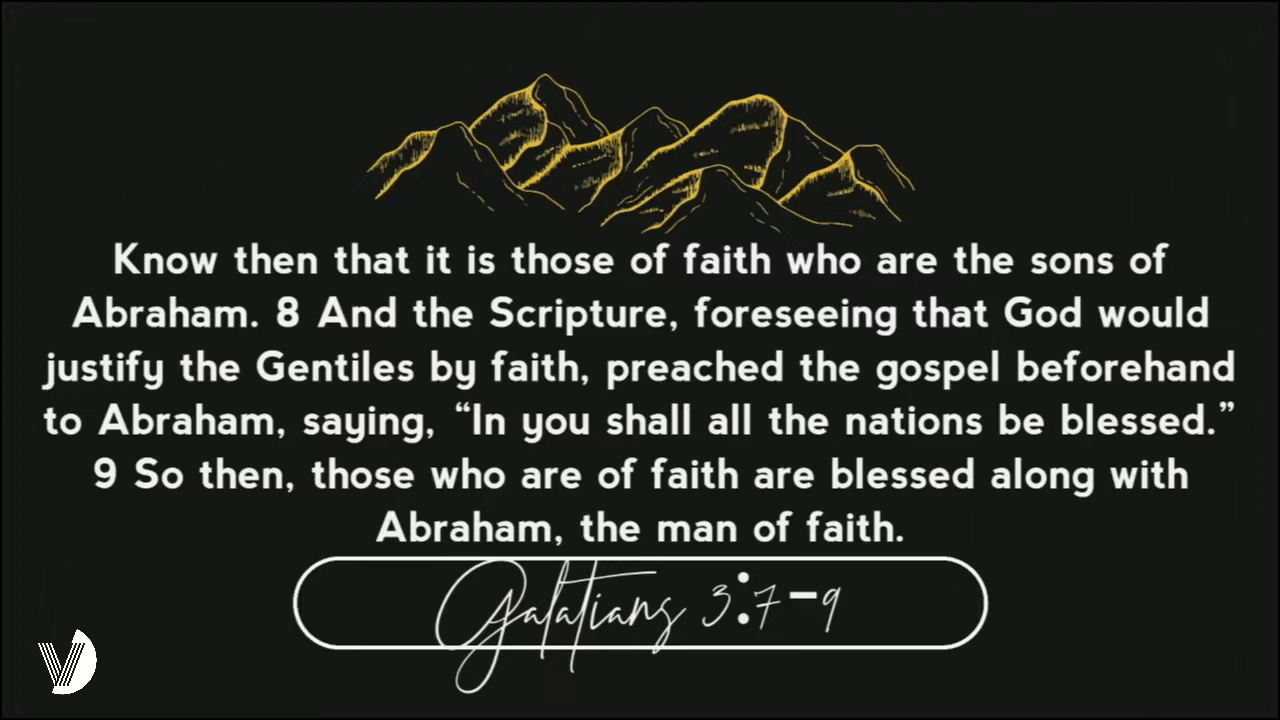 Know then that it is those of faith who are the sons of
Abraham. 8 And the Scripture, foreseeing that God would
justify the Gentiles by faith, preached the gospel beforehand
to Abraham, saying, “In you shall all the nations be blessed.”
9 So then, those who are of faith are blessed along with
Abraham, the man of faith.
Galatians 3:7-9
V